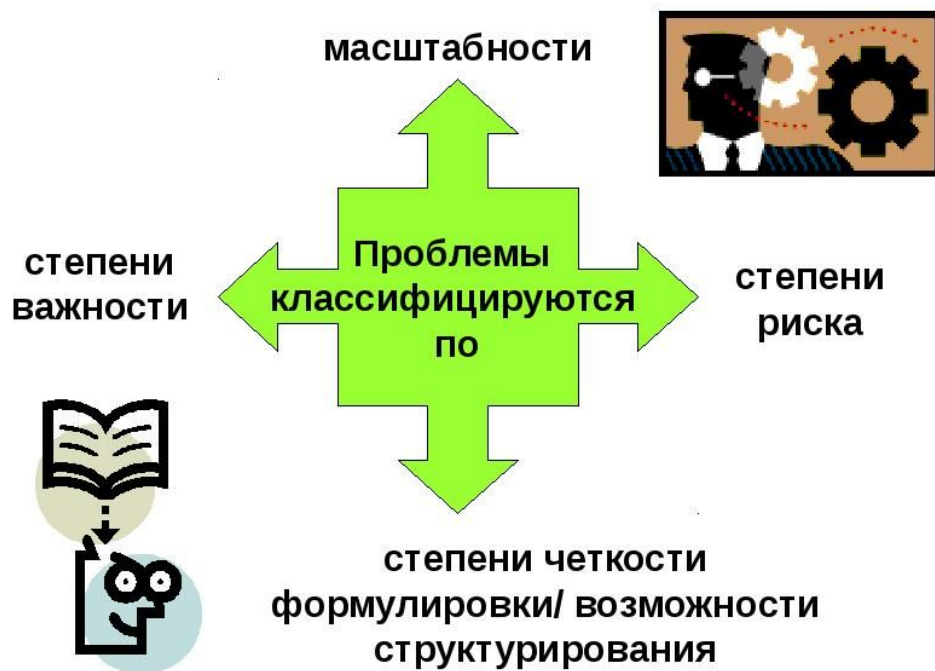 масштабности
степени
важности
Проблемы
классифицируются
по
степени
риска
степени четкости
формулировки/ возможности
структурирования